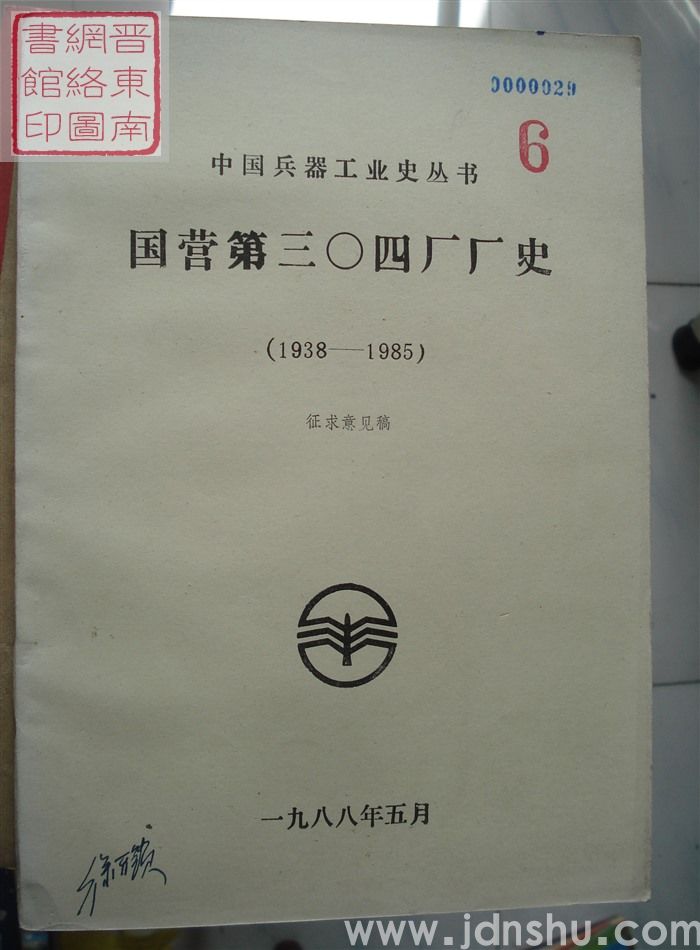 晋東南
網絡圖
書館印
0000029
6
中国兵器工业史丛书
国营第三〇四厂厂史
(1938——1985)
征求意见稿
一九八八年五月
www.jdnshu.com